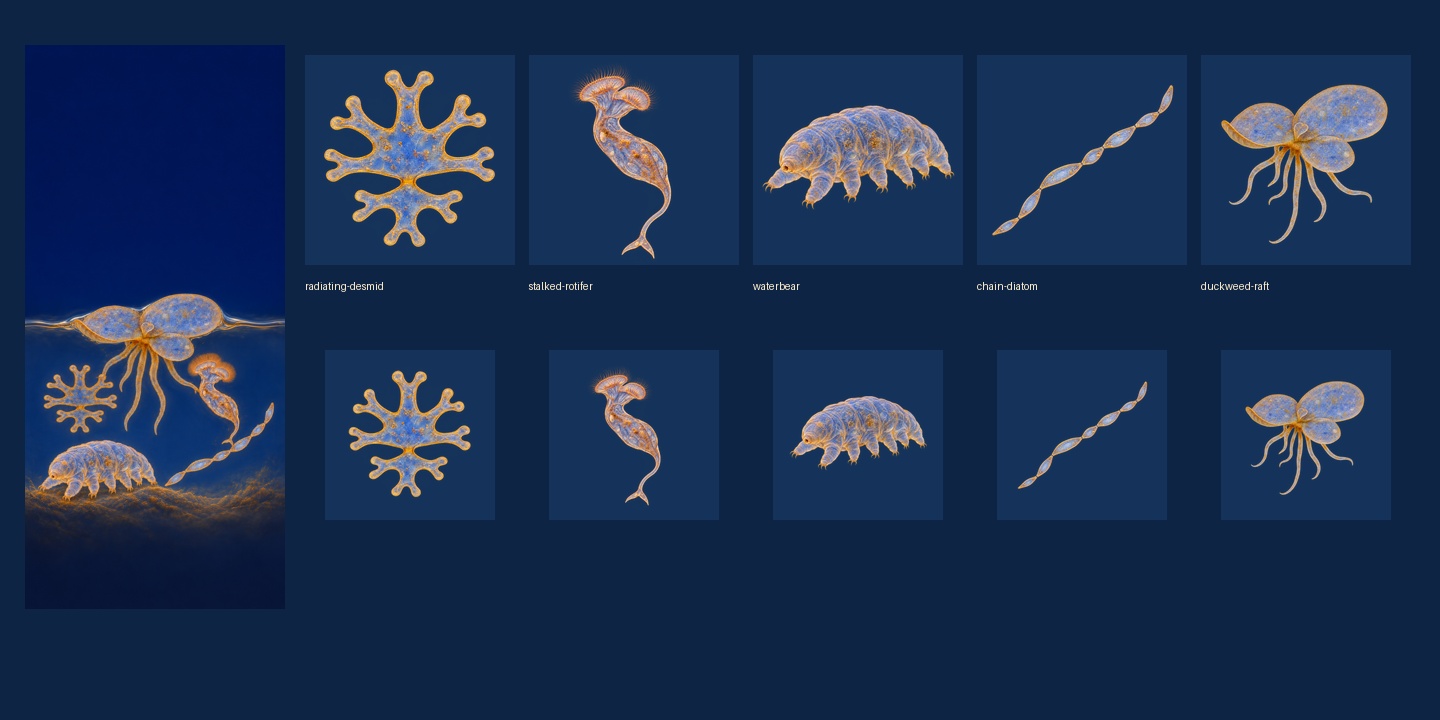 radiating-desmid
stalked-rotifer
waterbear
chain-diatom
duckweed-raft